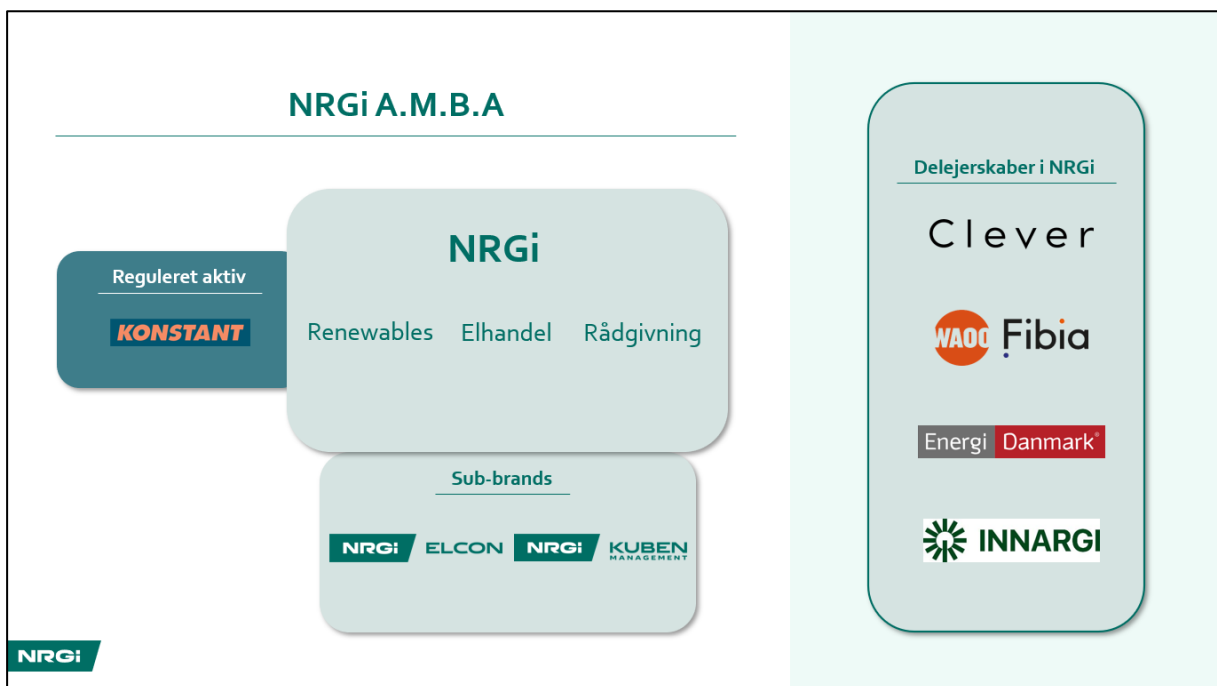 NRGi A.M.B.A
Reguleret aktiv
KONSTANT
NRGi
Renewables Elhandel Rådgivning
Sub-brands
NRGi ELCON NRGi KUBEN
MANAGEMENT
Delejerskaber i NRGi
Clever
WAOO Fibia
Energi Danmark
INNARGI
NRGi